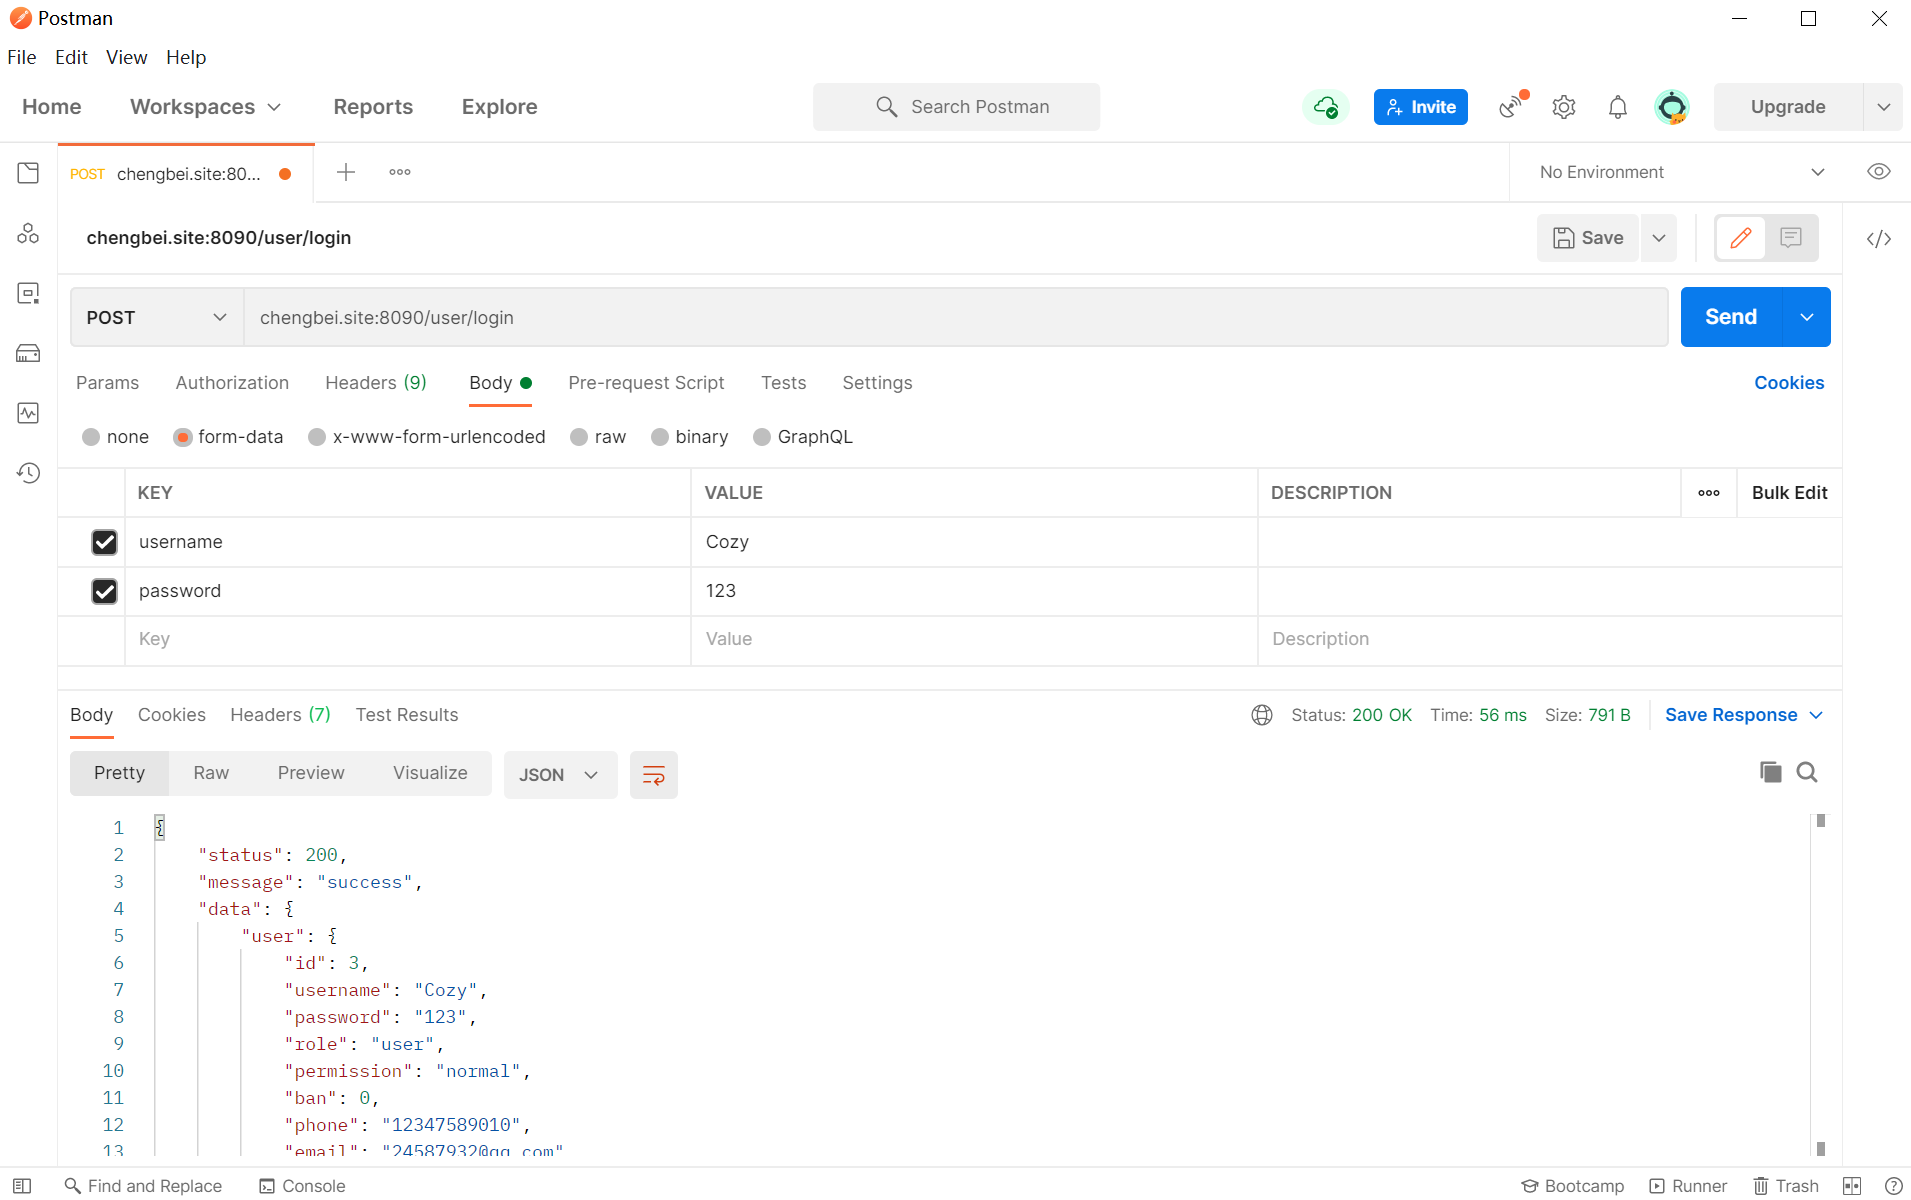 Postman
File Edit View Help
Home Workspaces Reports Explore Search Postman Invite Upgrade
POST chengbei.site:80... No Environment
chengbei.site:8090/user/login Save
POST chengbei.site:8090/user/login Send
Params Authorization Headers (9) Body Pre-request Script Tests Settings Cookies
none form-data x-www-form-urlencoded raw binary GraphQL
KEY VALUE DESCRIPTION Bulk Edit
username Cozy
password 123
Key Value Description
Body Cookies Headers (7) Test Results Status: 200 OK Time: 56 ms Size: 791 B Save Response
Pretty Raw Preview Visualize JSON
1 {
2 "status": 200,
3 "message": "success",
4 "data": {
5 "user": {
6 "id": 3,
7 "username": "Cozy",
8 "password": "123",
9 "role": "user",
10 "permission": "normal",
11 "ban": 0,
12 "phone": "12347589010",
13 "email": "24587932@qq.com"
Find and Replace Console Bootcamp Runner Trash